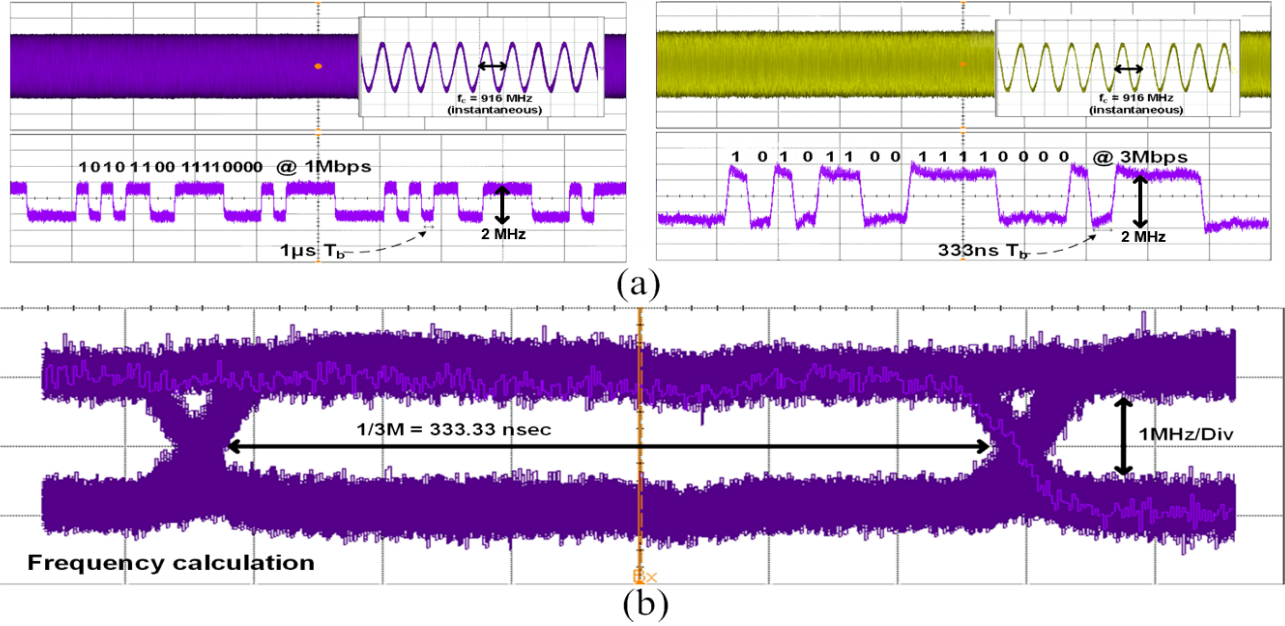 f꜀ = 916 MHz
(instantaneous)
f꜀ = 916 MHz
(instantaneous)
1010 1100 11110000 @ 1Mbps
2 MHz
1µs T_b
1 0 1 0 1 1 0 0 1 1 1 1 0 0 0 0 @ 3Mbps
2 MHz
333ns T_b
(a)
1/3M = 333.33 nsec
1MHz/Div
Frequency calculation
(b)